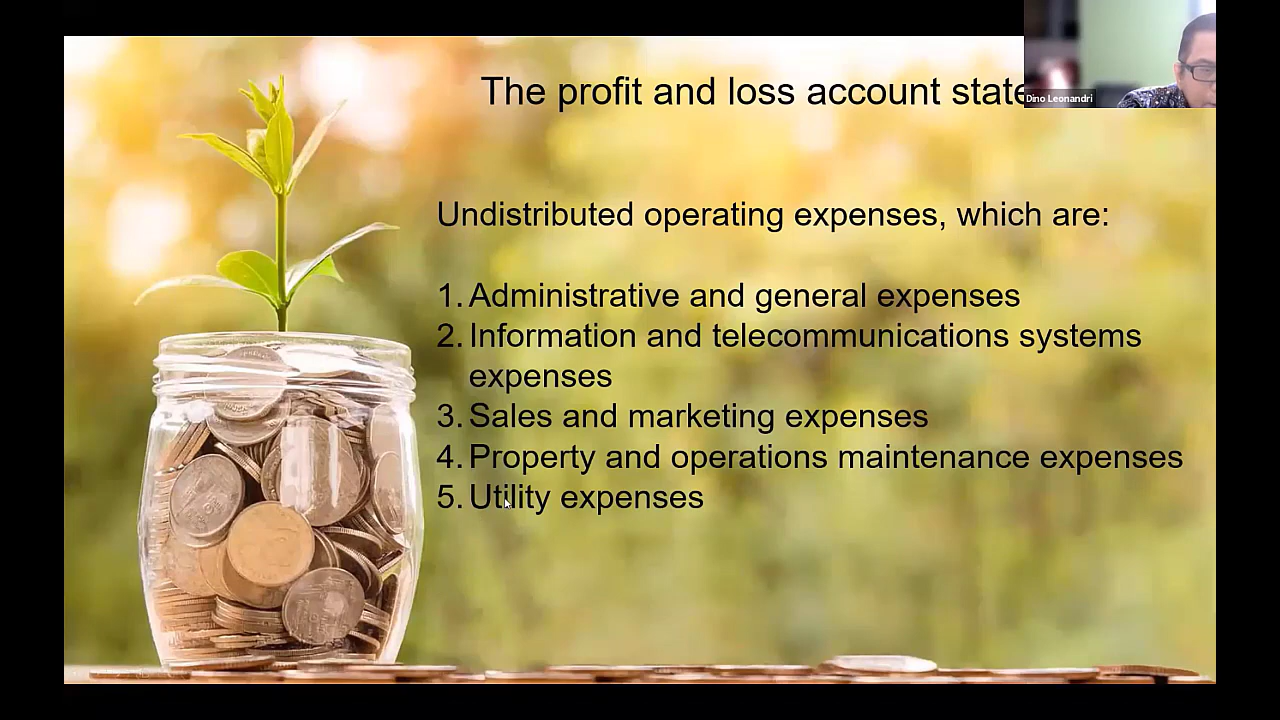 The profit and loss account state
Dino Leonandri
Undistributed operating expenses, which are:
1. Administrative and general expenses
2. Information and telecommunications systems
expenses
3. Sales and marketing expenses
4. Property and operations maintenance expenses
5. Utility expenses